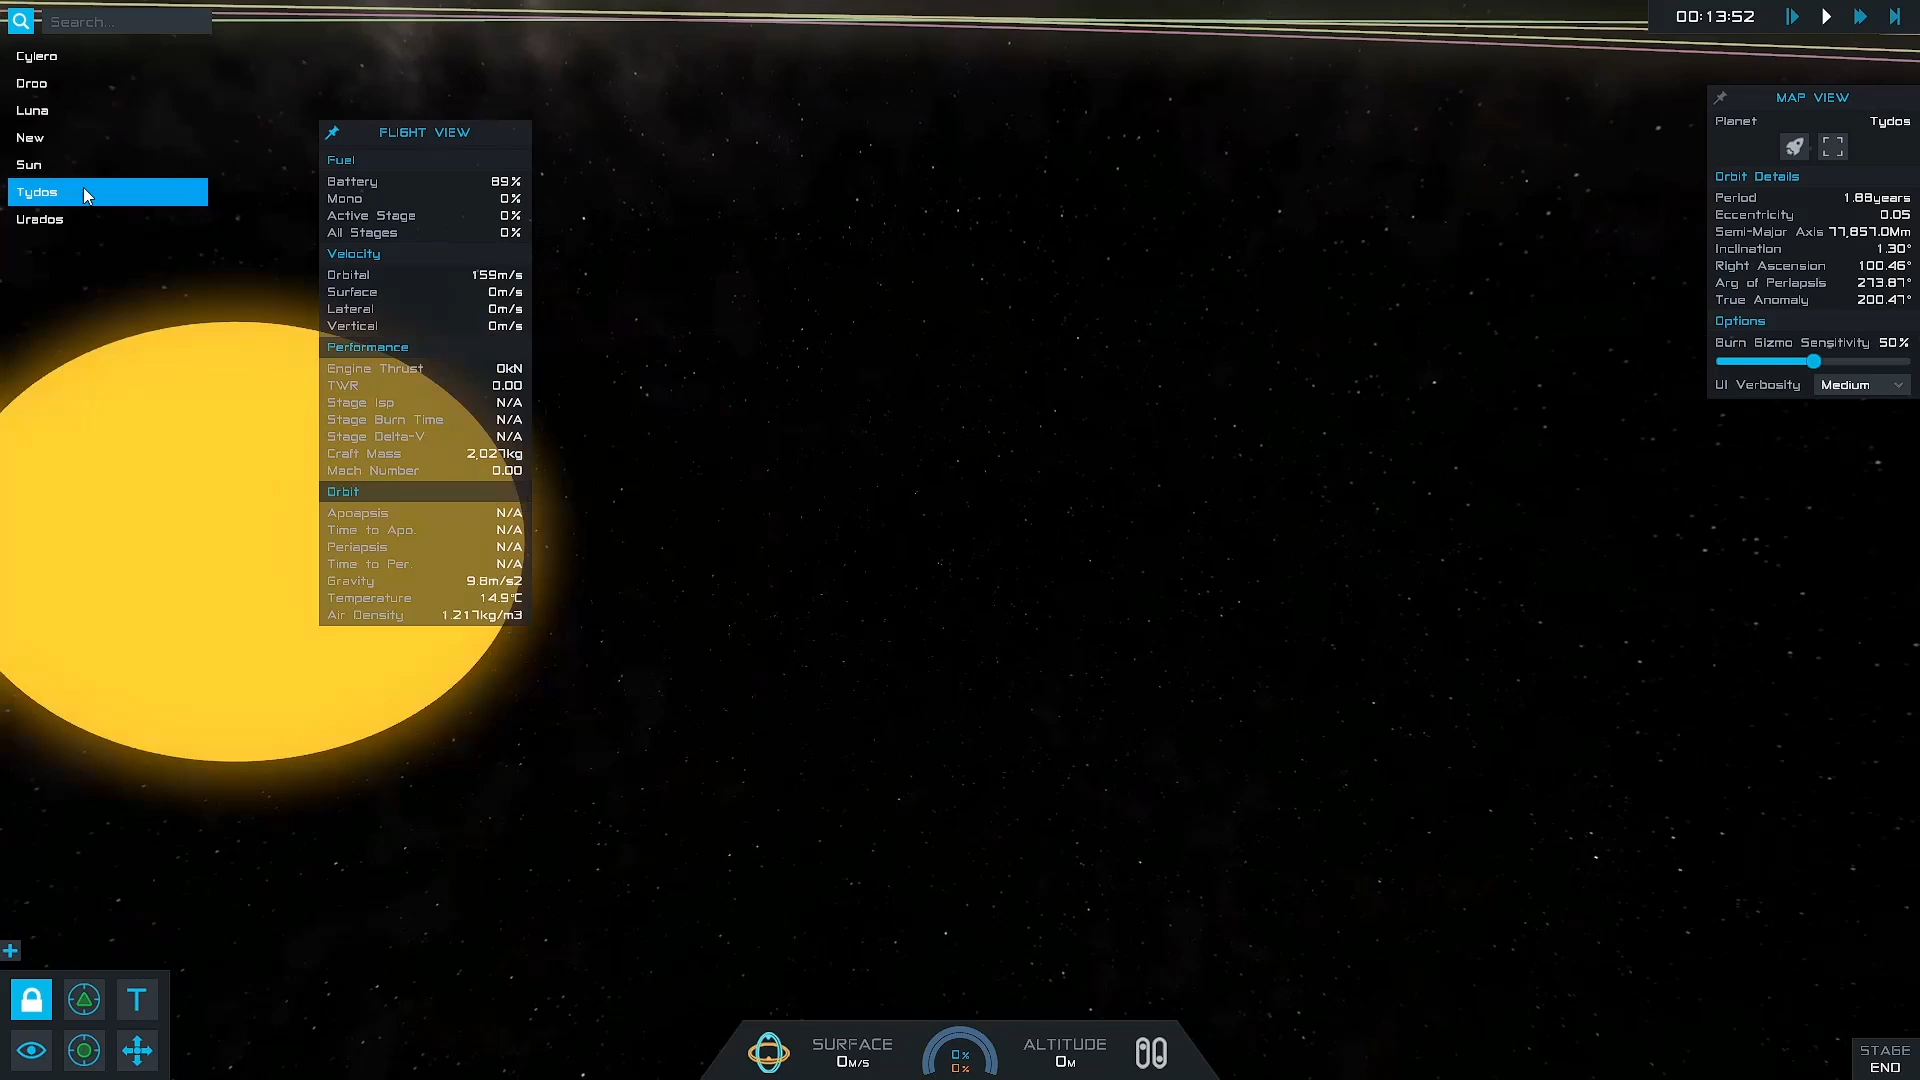 Search...
00:13:52
Cylero
Droo
Luna
New
Sun
Tydos
Urados
FLIGHT VIEW
Fuel
Battery 89%
Mono 0%
Active Stage 0%
All Stages 0%
Velocity
Orbital 159m/s
Surface 0m/s
Lateral 0m/s
Vertical 0m/s
Performance
Engine Thrust 0kN
TWR 0.00
Stage Isp N/A
Stage Burn Time N/A
Stage Delta-V N/A
Craft Mass 2,027kg
Mach Number 0.00
Orbit
Apoapsis N/A
Time to Apo. N/A
Periapsis N/A
Time to Per. N/A
Gravity 9.8m/s2
Temperature 14.9°C
Air Density 1.217kg/m3
MAP VIEW
Planet Tydos
Orbit Details
Period 1.88years
Eccentricity 0.05
Semi-Major Axis 77,857.0Mm
Inclination 1.30°
Right Ascension 100.46°
Arg of Periapsis 273.87°
True Anomaly 200.47°
Options
Burn Gizmo Sensitivity 50%
UI Verbosity Medium
T
SURFACE
0M/S
0%
0%
ALTITUDE
0M
STAGE
END